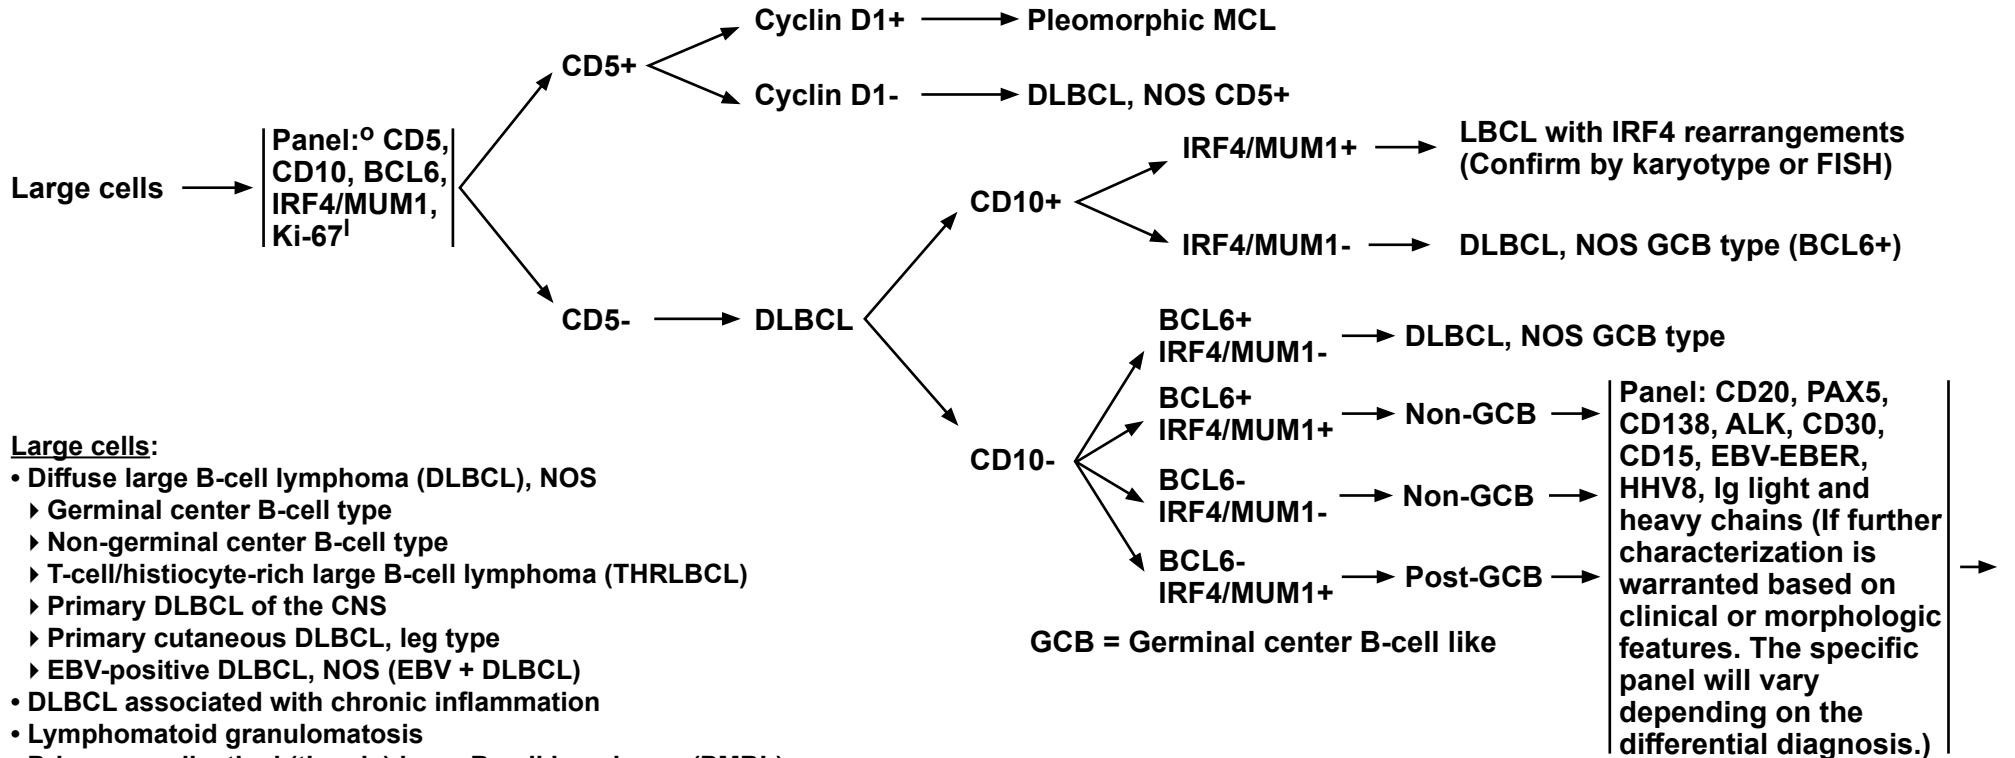 Cyclin D1+ Pleomorphic MCL
CD5+
Cyclin D1- DLBCL, NOS CD5+
Large cells
Panel:o CD5,
CD10, BCL6,
IRF4/MUM1,
Ki-67l
IRF4/MUM1+
LBCL with IRF4 rearrangements
(Confirm by karyotype or FISH)
CD10+
IRF4/MUM1- DLBCL, NOS GCB type (BCL6+)
CD5- DLBCL
BCL6+
IRF4/MUM1-
DLBCL, NOS GCB type
BCL6+
IRF4/MUM1+
Non-GCB
CD10-
BCL6-
IRF4/MUM1-
Non-GCB
BCL6-
IRF4/MUM1+
Post-GCB
Panel: CD20, PAX5,
CD138, ALK, CD30,
CD15, EBV-EBER,
HHV8, Ig light and
heavy chains (If further
characterization is
warranted based on
clinical or morphologic
features. The specific
panel will vary
depending on the
differential diagnosis.)
GCB = Germinal center B-cell like
Large cells:
• Diffuse large B-cell lymphoma (DLBCL), NOS
‣ Germinal center B-cell type
‣ Non-germinal center B-cell type
‣ T-cell/histiocyte-rich large B-cell lymphoma (THRLBCL)
‣ Primary DLBCL of the CNS
‣ Primary cutaneous DLBCL, leg type
‣ EBV-positive DLBCL, NOS (EBV + DLBCL)
• DLBCL associated with chronic inflammation
• Lymphomatoid granulomatosis